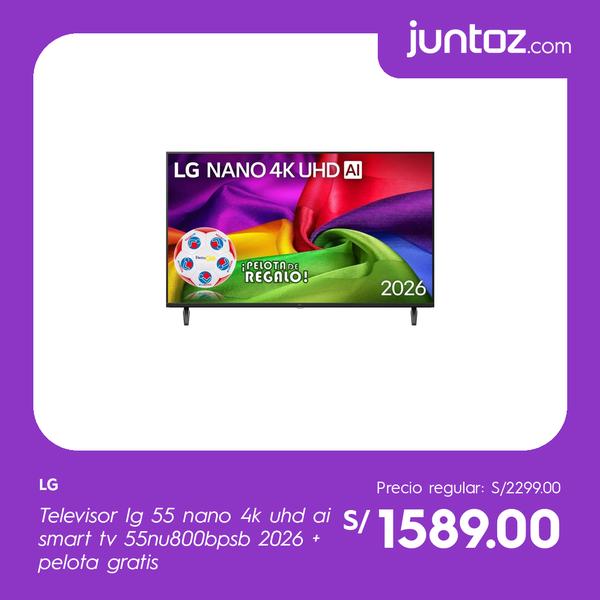 juntoz.com
LG NANO 4K UHD AI
¡PELOTA DE
REGALO!
2026
LG
Precio regular: S/2299.00
Televisor lg 55 nano 4k uhd ai
smart tv 55nu800bpsb 2026 +
pelota gratis
S/1589.00